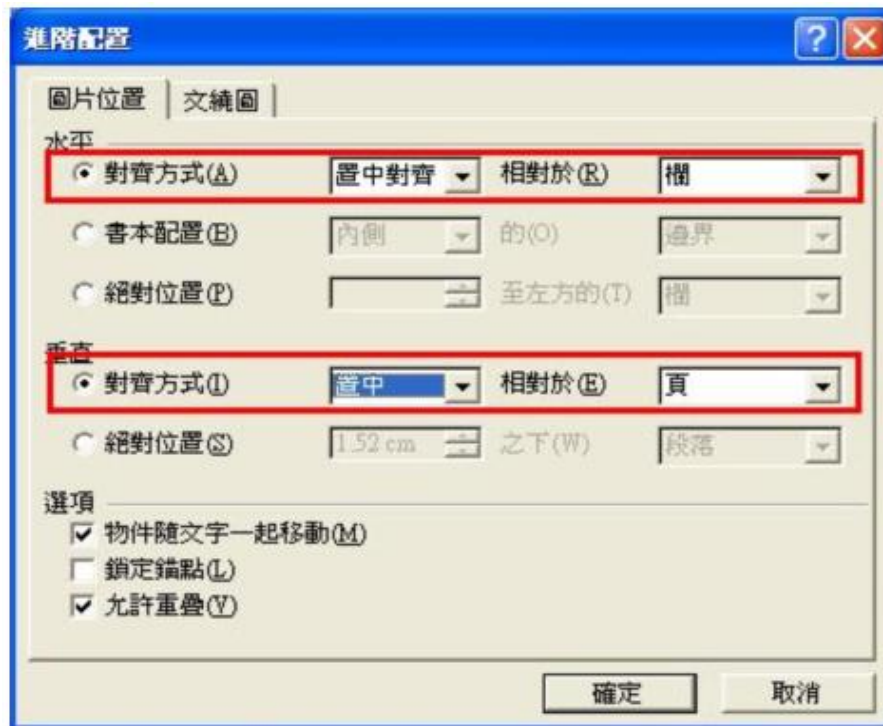 進階配置
圖片位置 文繞圖
水平
對齊方式(A) 置中對齊 相對於(R) 欄
書本配置(B) 內側 的(O) 邊界
絕對位置(P) 至左方的(T) 欄
垂直
對齊方式(I) 置中 相對於(E) 頁
絕對位置(S) 1.52 cm 之下(W) 段落
選項
物件隨文字一起移動(M)
鎖定錨點(L)
允許重疊(V)
確定 取消